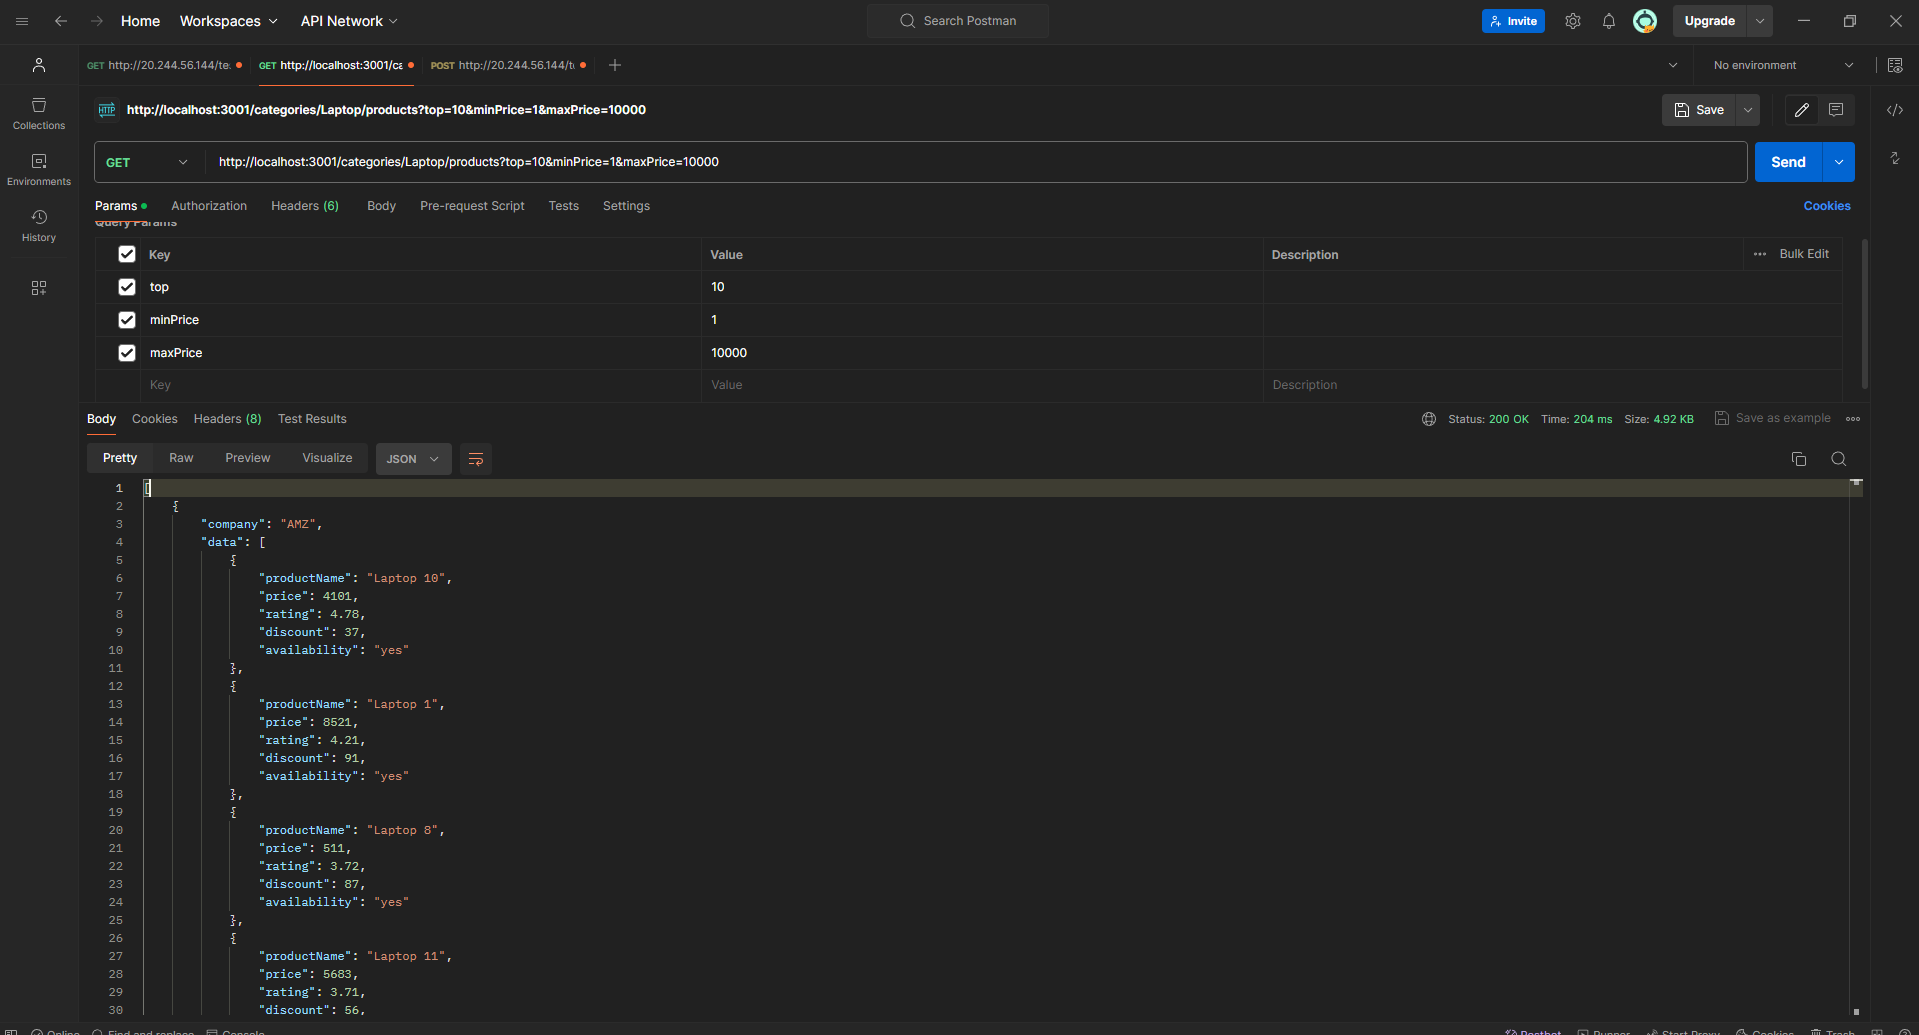 Home Workspaces API Network Search Postman Invite Upgrade
GET http://20.244.56.144/te: GET http://localhost:3001/ca POST http://20.244.56.144/t No environment
http://localhost:3001/categories/Laptop/products?top=10&minPrice=1&maxPrice=10000 Save
Collections
GET http://localhost:3001/categories/Laptop/products?top=10&minPrice=1&maxPrice=10000 Send
Environments
Params Authorization Headers (6) Body Pre-request Script Tests Settings Cookies
Query Params
History
Key Value Description Bulk Edit
top 10
minPrice 1
maxPrice 10000
Key Value Description
Body Cookies Headers (8) Test Results Status: 200 OK Time: 204 ms Size: 4.92 KB Save as example
Pretty Raw Preview Visualize JSON
1 [
2 {
3 "company": "AMZ",
4 "data": [
5 {
6 "productName": "Laptop 10",
7 "price": 4101,
8 "rating": 4.78,
9 "discount": 37,
10 "availability": "yes"
11 },
12 {
13 "productName": "Laptop 1",
14 "price": 8521,
15 "rating": 4.21,
16 "discount": 91,
17 "availability": "yes"
18 },
19 {
20 "productName": "Laptop 8",
21 "price": 511,
22 "rating": 3.72,
23 "discount": 87,
24 "availability": "yes"
25 },
26 {
27 "productName": "Laptop 11",
28 "price": 5683,
29 "rating": 3.71,
30 "discount": 56,
Online Find and replace Console Postbot Runner Start Proxy Cookies Trash